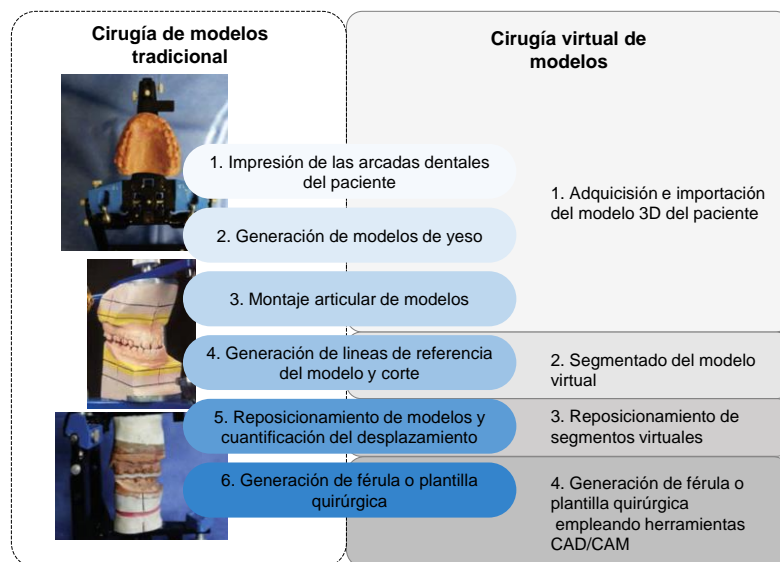 Cirugía de modelos
tradicional
1. Impresión de las arcadas dentales
del paciente
2. Generación de modelos de yeso
3. Montaje articular de modelos
4. Generación de lineas de referencia
del modelo y corte
5. Reposicionamiento de modelos y
cuantificación del desplazamiento
6. Generación de férula o plantilla
quirúrgica
Cirugía virtual de
modelos
1. Adquicisión e importación
del modelo 3D del paciente
2. Segmentado del modelo
virtual
3. Reposicionamiento de
segmentos virtuales
4. Generación de férula o
plantilla quirúrgica
empleando herramientas
CAD/CAM